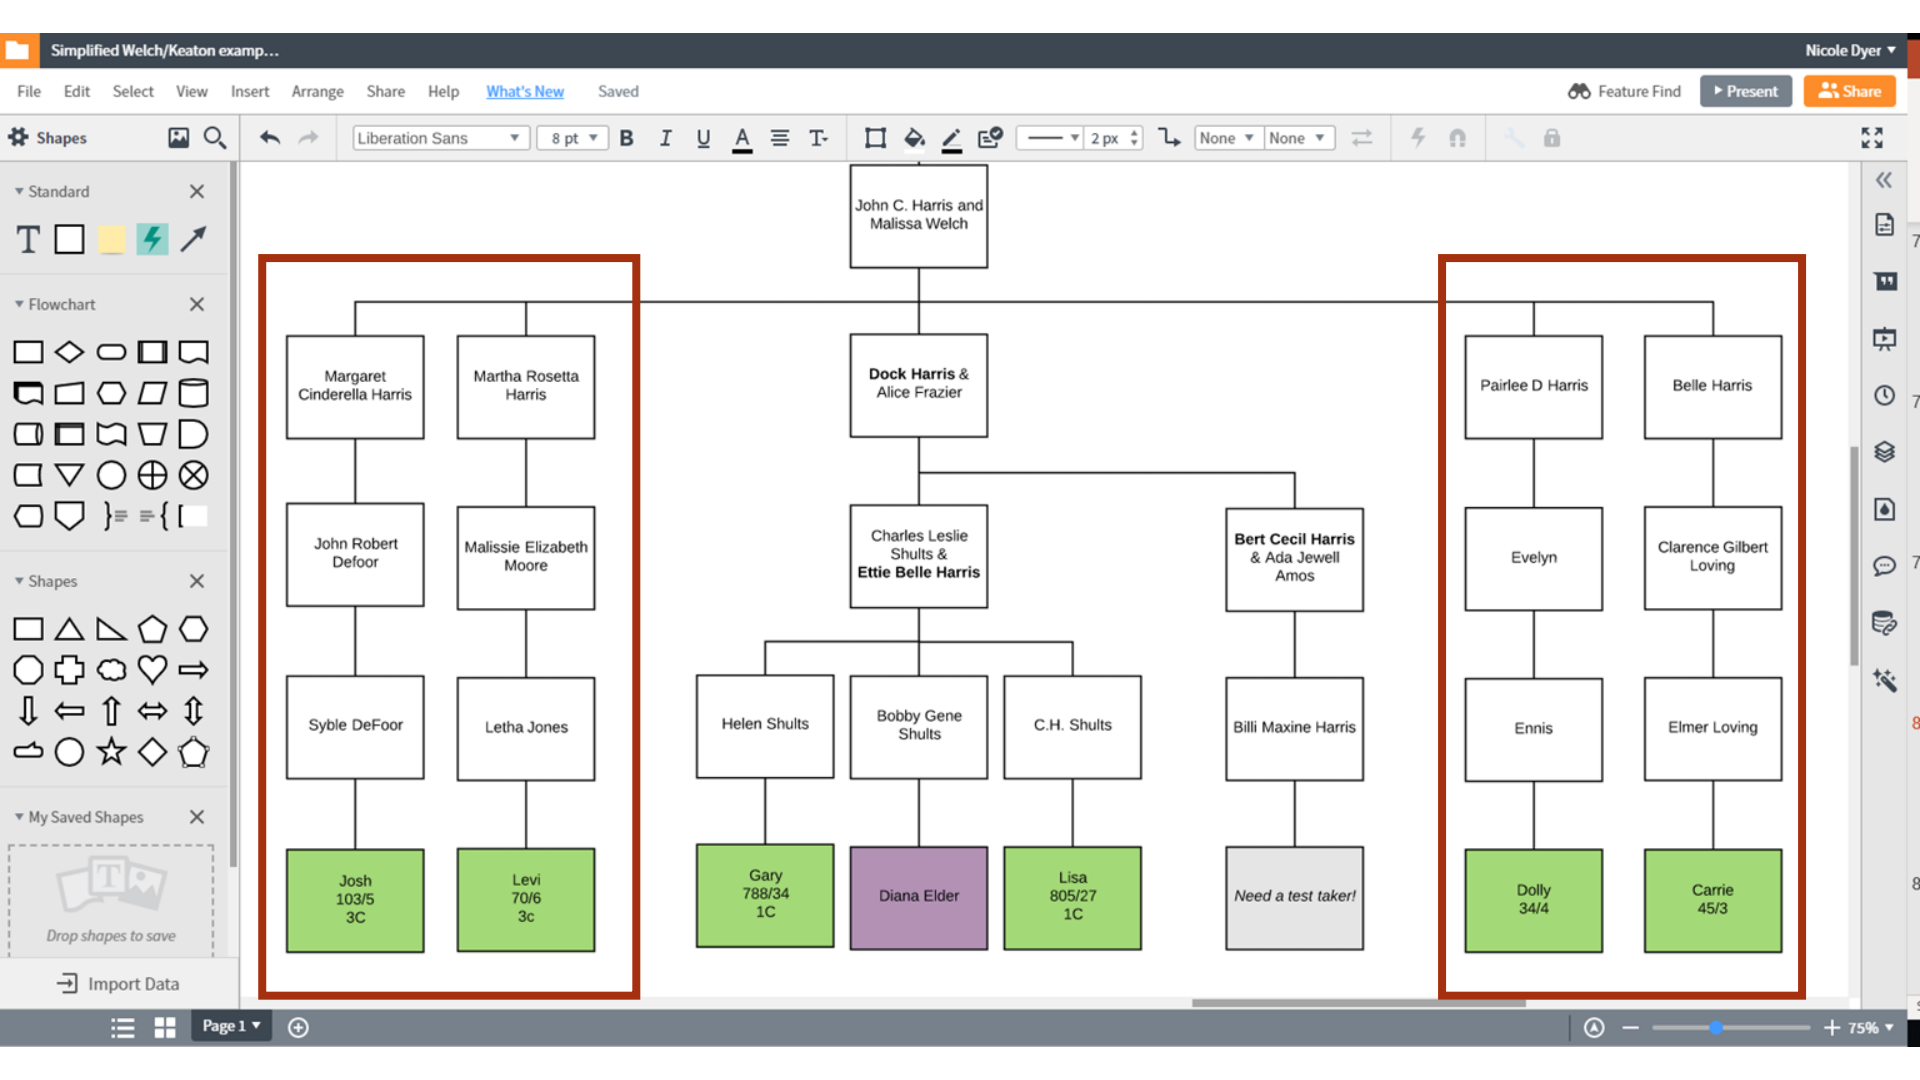 Simplified Welch/Keaton examp...
Nicole Dyer
File Edit Select View Insert Arrange Share Help What's New Saved
Feature Find Present Share
Shapes
Liberation Sans 8 pt B I U A T 2 px None None
Standard
T
Flowchart
Shapes
My Saved Shapes
T
Drop shapes to save
Import Data
John C. Harris and
Malissa Welch
Margaret
Cinderella Harris
Martha Rosetta
Harris
Dock Harris &
Alice Frazier
Pairlee D Harris
Belle Harris
John Robert
Defoor
Malissie Elizabeth
Moore
Charles Leslie
Shults &
Ettie Belle Harris
Bert Cecil Harris
& Ada Jewell
Amos
Evelyn
Clarence Gilbert
Loving
Syble DeFoor
Letha Jones
Helen Shults
Bobby Gene
Shults
C.H. Shults
Billi Maxine Harris
Ennis
Elmer Loving
Josh
103/5
3C
Levi
70/6
3c
Gary
788/34
1C
Diana Elder
Lisa
805/27
1C
Need a test taker!
Dolly
34/4
Carrie
45/3
7
7
7
8
8
Page 1
75%